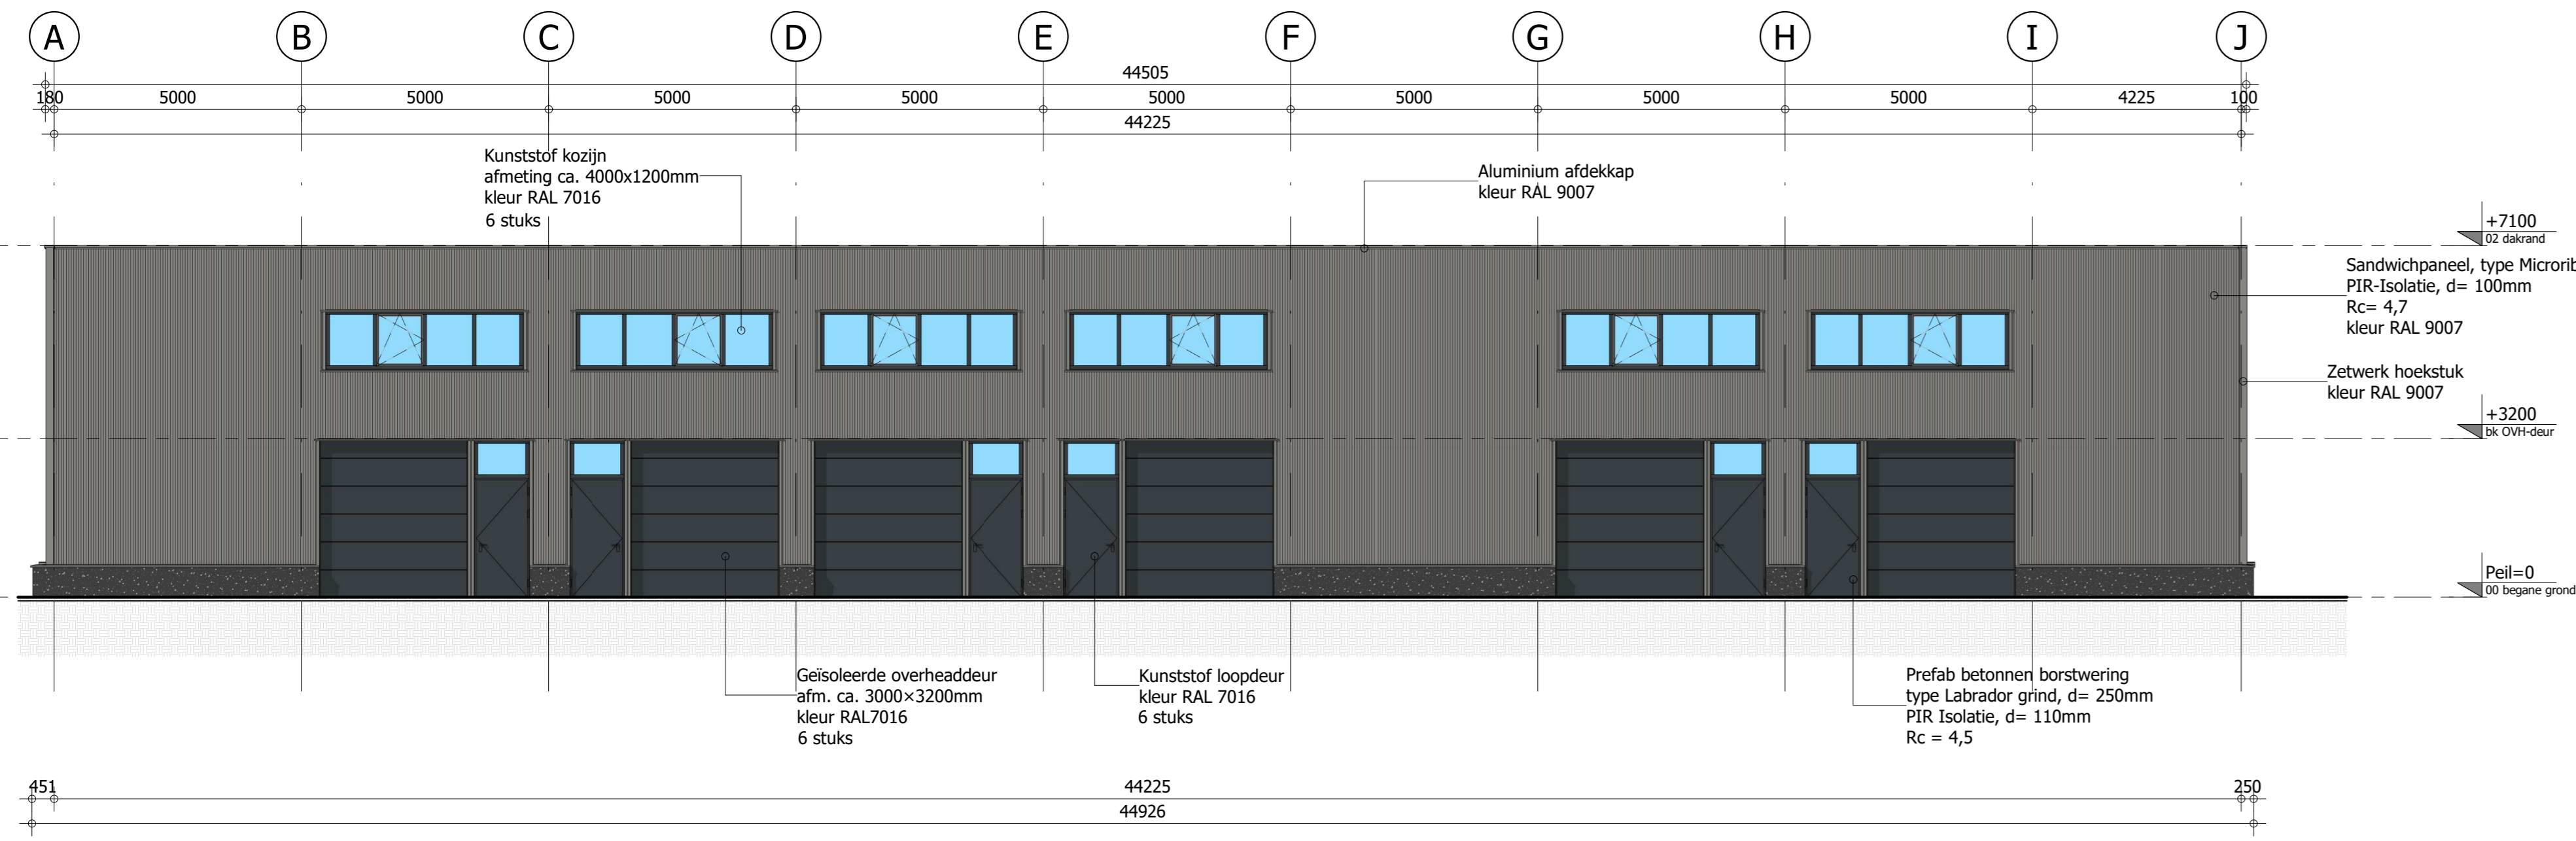 A B C D E F G H I J
44505
180 5000 5000 5000 5000 5000 5000 5000 5000 4225 100
44225
Kunststof kozijn
afmeting ca. 4000x1200mm
kleur RAL 7016
6 stuks
Aluminium afdekkap
kleur RAL 9007
+7100
02 dakrand
Sandwichpaneel, type Microrib
PIR-Isolatie, d= 100mm
Rc= 4,7
kleur RAL 9007
Zetwerk hoekstuk
kleur RAL 9007
+3200
bk OVH-deur
Peil=0
00 begane grond
Geïsoleerde overheaddeur
afm. ca. 3000×3200mm
kleur RAL7016
6 stuks
Kunststof loopdeur
kleur RAL 7016
6 stuks
Prefab betonnen borstwering
type Labrador grind, d= 250mm
PIR Isolatie, d= 110mm
Rc = 4,5
451 44225 250
44926